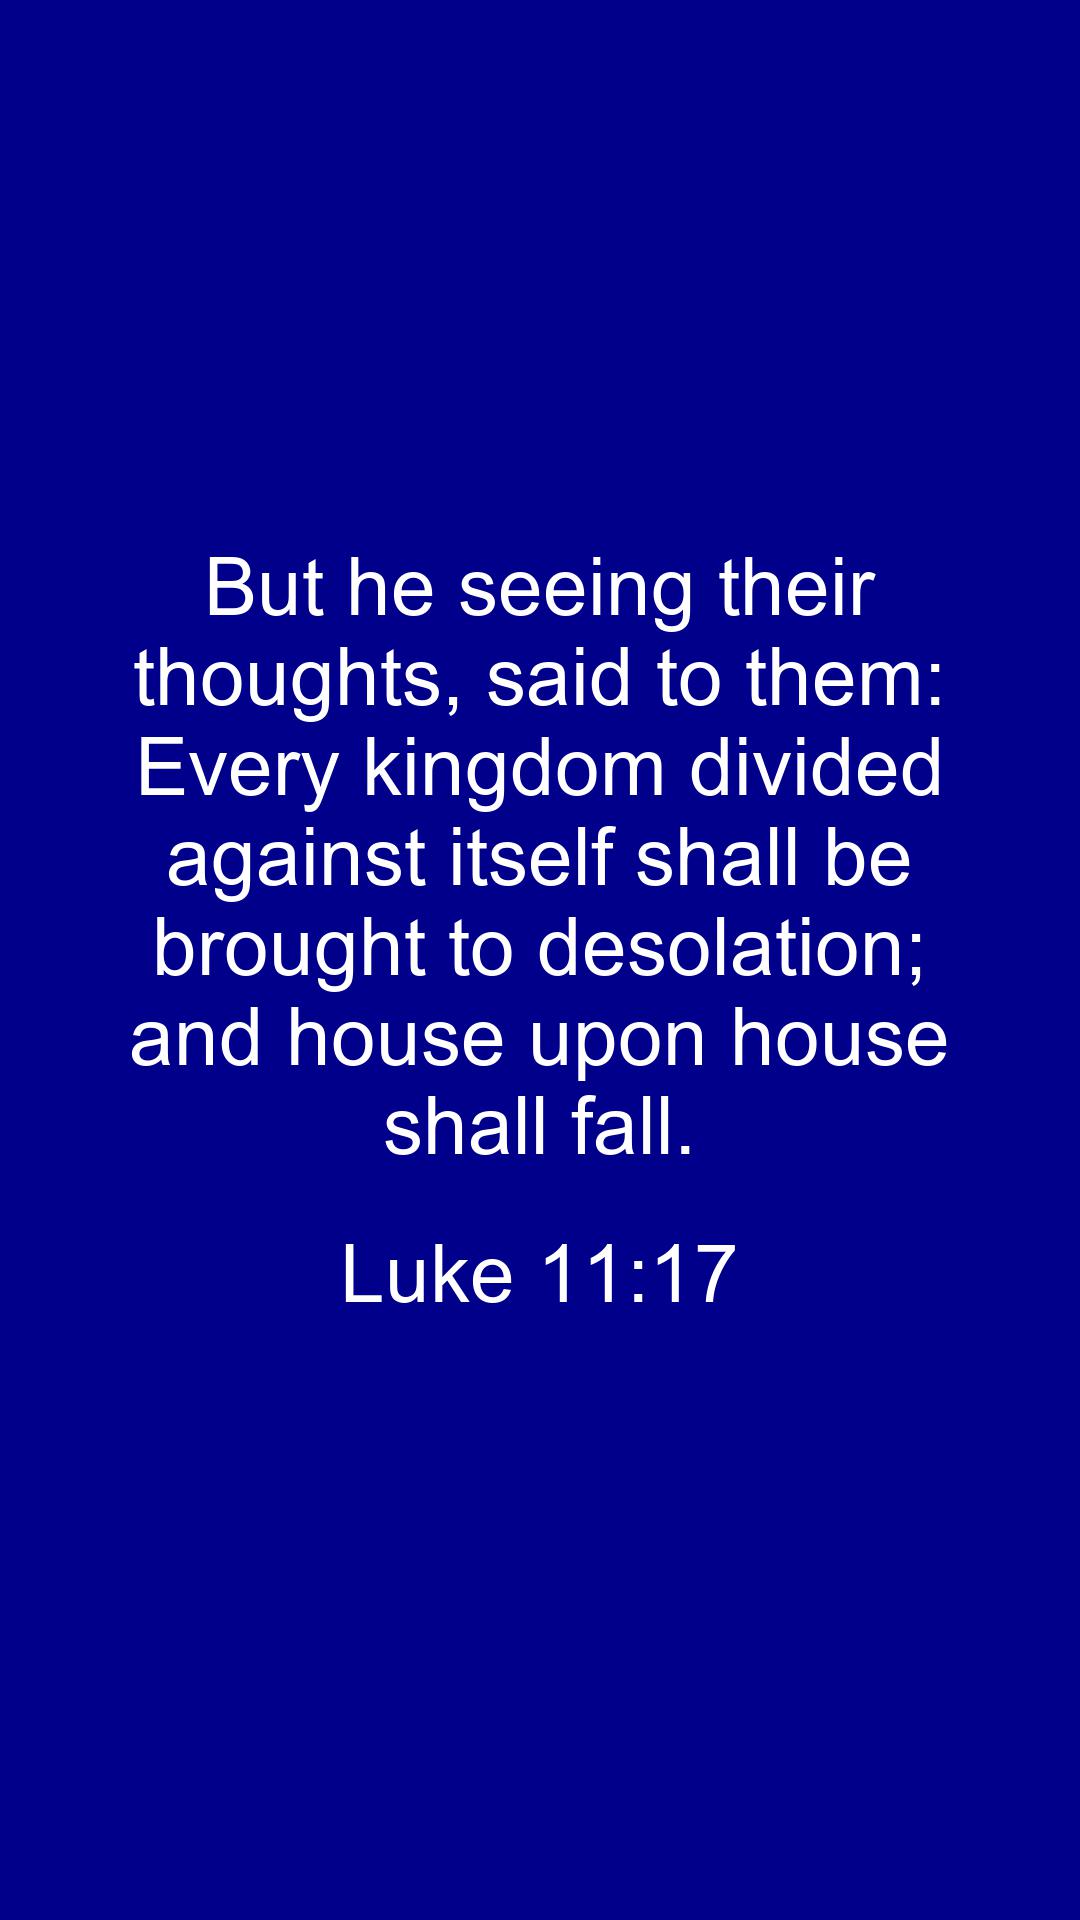 But he seeing their
thoughts, said to them:
Every kingdom divided
against itself shall be
brought to desolation;
and house upon house
shall fall.
Luke 11:17